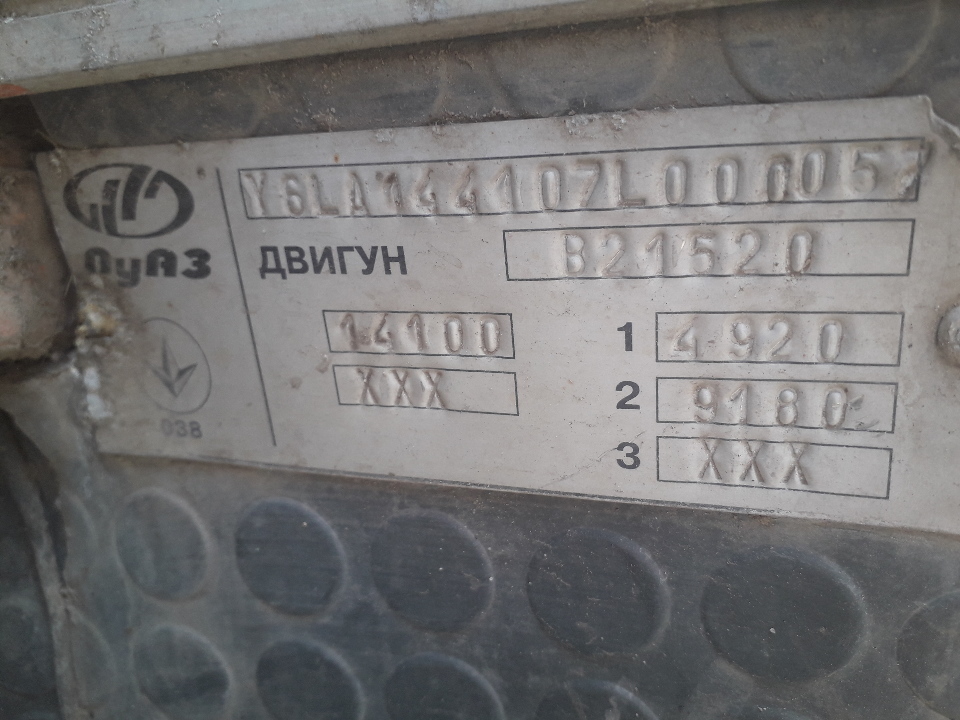 ЛуАЗ
Y6LA144107L000057
ДВИГУН B21520
14100 1 4920
XXX 2 9180
3 XXX
038